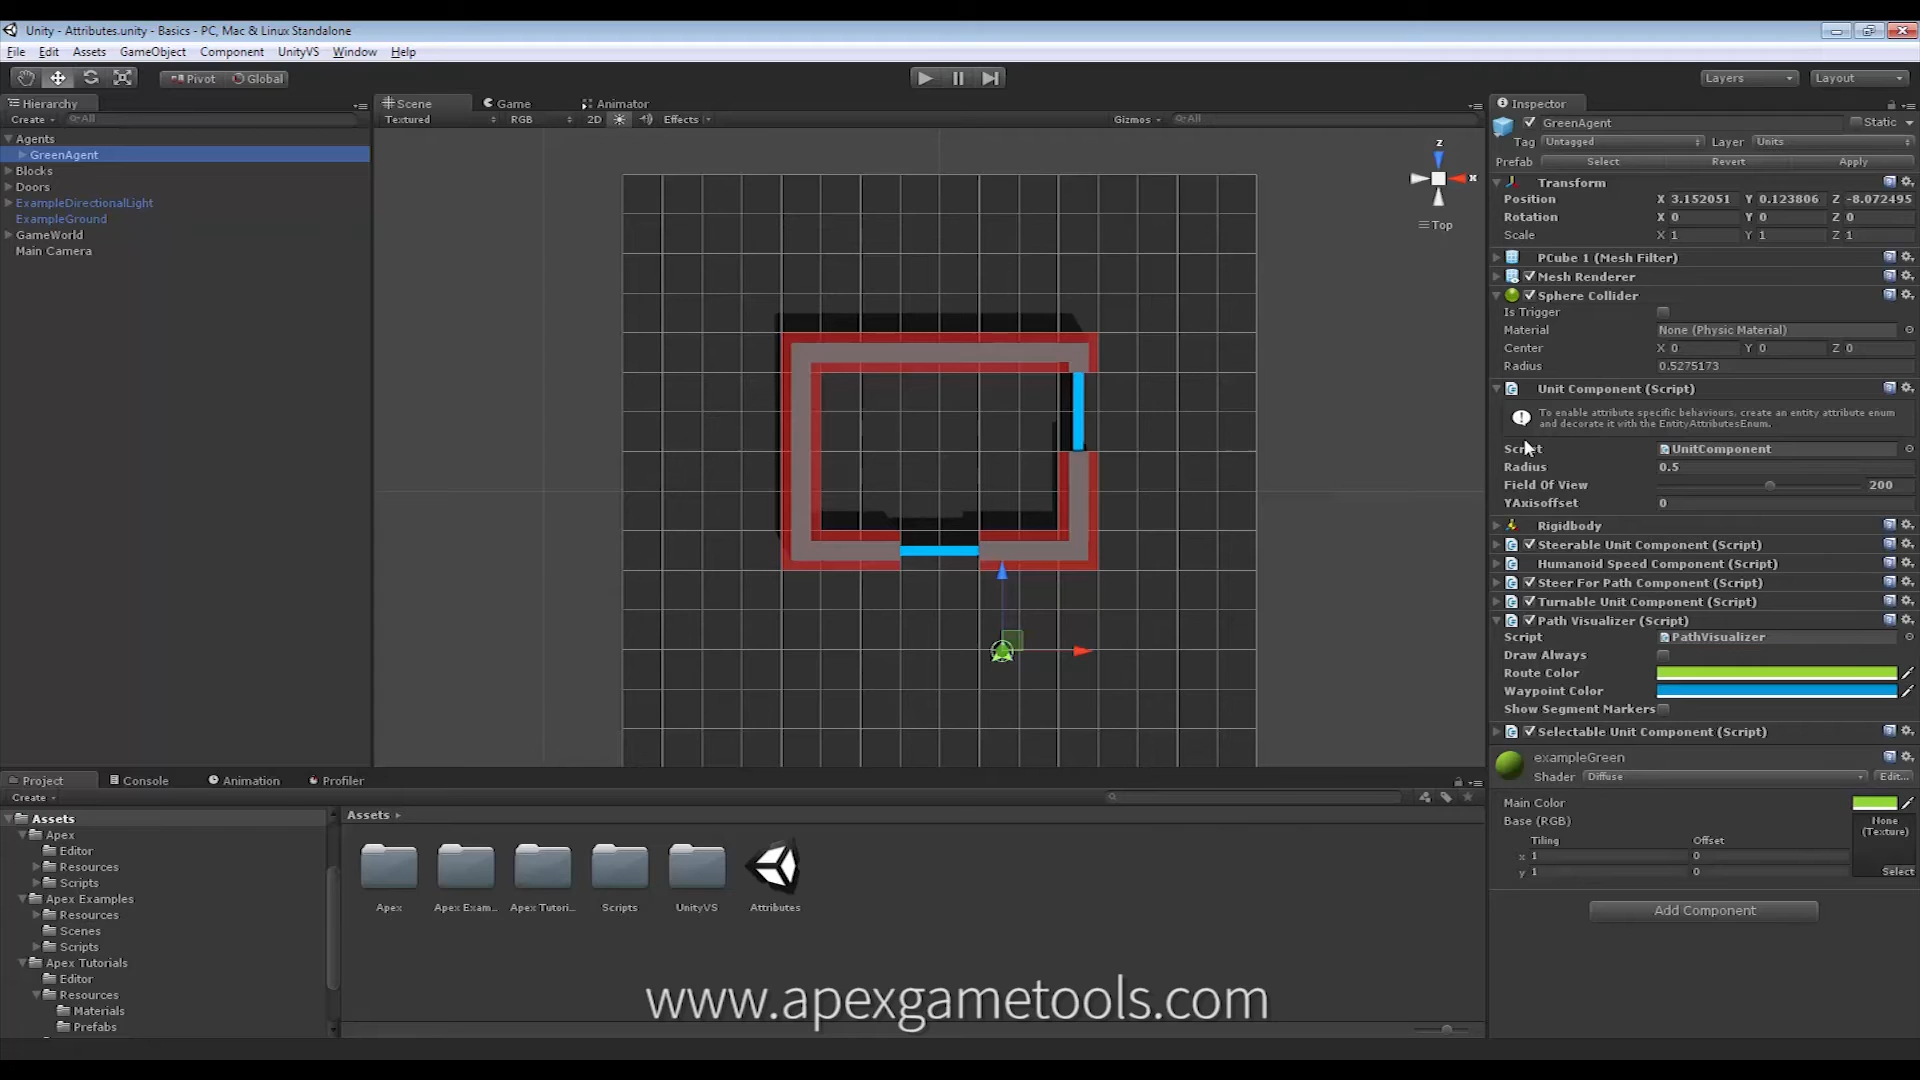 Unity - Attributes.unity - Basics - PC, Mac & Linux Standalone
File Edit Assets GameObject Component UnityVS Window Help
Pivot Global Layers Layout
Hierarchy
Create All
Agents
GreenAgent
Blocks
Doors
ExampleDirectionalLight
ExampleGround
GameWorld
Main Camera
Scene Game Animator
Textured RGB 2D Effects Gizmos All
z
x
Top
Inspector
GreenAgent Static
Tag Untagged Layer Units
Prefab Select Revert Apply
Transform
Position X 3.152051 Y 0.123806 Z -8.072495
Rotation X 0 Y 0 Z 0
Scale X 1 Y 1 Z 1
PCube 1 (Mesh Filter)
Mesh Renderer
Sphere Collider
Is Trigger
Material None (Physic Material)
Center X 0 Y 0 Z 0
Radius 0.5275173
Unit Component (Script)
To enable attribute specific behaviours, create an entity attribute enum
and decorate it with the EntityAttributesEnum.
Script UnitComponent
Radius 0.5
Field Of View 200
YAxisoffset 0
Rigidbody
Steerable Unit Component (Script)
Humanoid Speed Component (Script)
Steer For Path Component (Script)
Turnable Unit Component (Script)
Path Visualizer (Script)
Script PathVisualizer
Draw Always
Route Color
Waypoint Color
Show Segment Markers
Selectable Unit Component (Script)
exampleGreen
Shader Diffuse Edit...
Main Color
Base (RGB)
None
(Texture)
Tiling Offset
x 1 0
y 1 0
Select
Add Component
Project Console Animation Profiler
Create
Assets
Apex
Editor
Resources
Scripts
Apex Examples
Resources
Scenes
Scripts
Apex Tutorials
Editor
Resources
Materials
Prefabs
Assets
Apex Apex Exam... Apex Tutori... Scripts UnityVS Attributes
www.apexgametools.com